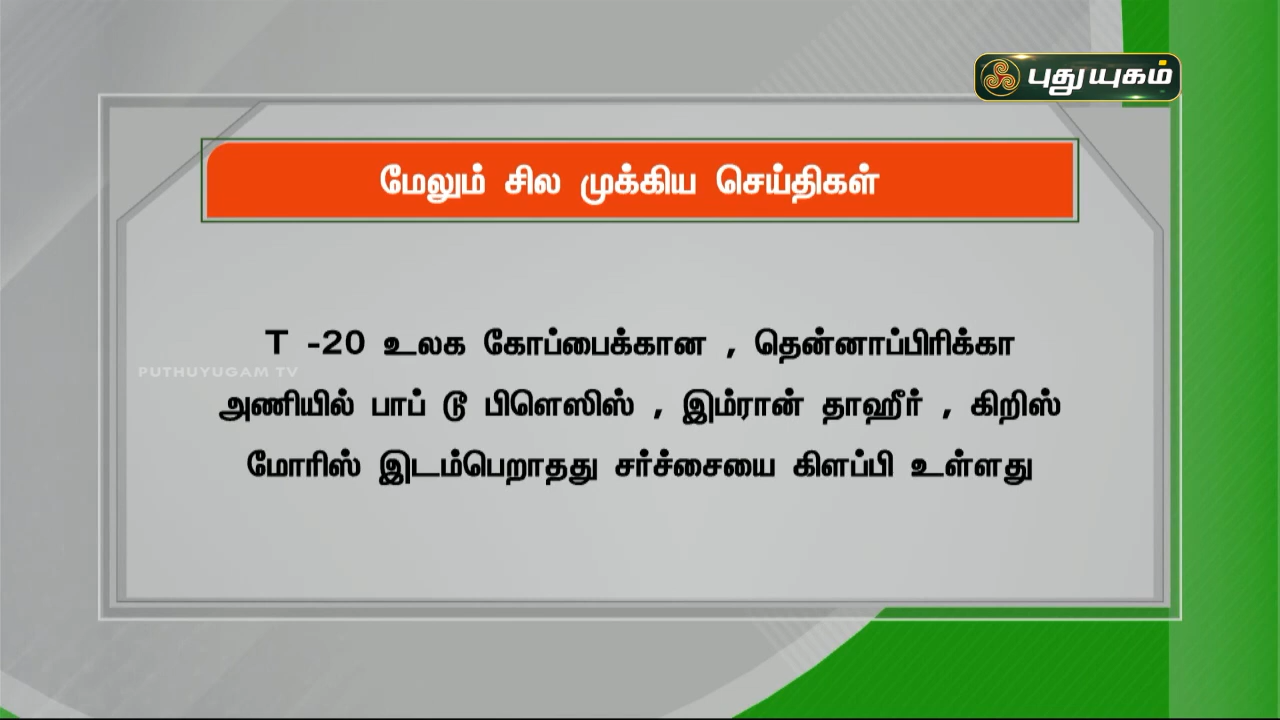 புதுயுகம்
மேலும் சில முக்கிய செய்திகள்
T -20 உலக கோப்பைக்கான , தென்னாப்பிரிக்கா
PUTHUYUGAM TV
அணியில் பாப் டூ பிளெஸிஸ் , இம்ரான் தாஹீர் , கிறிஸ்
மோரிஸ் இடம்பெறாதது சர்ச்சையை கிளப்பி உள்ளது